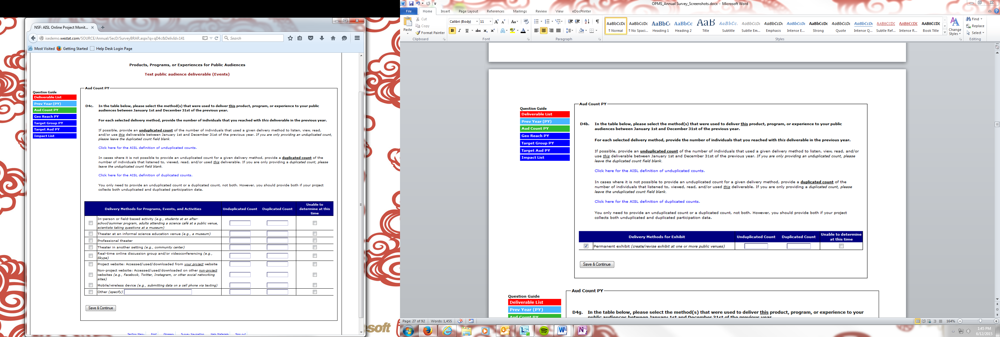 NSF: AISL Online Project Monit...
isedemo.westat.com/SOURCE/Annual/SecD/SurveyBRAR.aspx?q=qD4c&DelivId=141
Search
Most Visited Getting Started Help Desk Login Page
Products, Programs, or Experiences for Public Audiences
Test public audience deliverable (Events)
Question Guide
Deliverable List
Prev Year (PY)
Aud Count PY
Geo Reach PY
Target Group PY
Target Aud PY
Impact List
Aud Count PY
D4c. In the table below, please select the method(s) that were used to deliver this product, program, or experience to your public
audiences between January 1st and December 31st of the previous year.
For each selected delivery method, provide the number of individuals that you reached with this deliverable in the previous year.
If possible, provide an unduplicated count of the number of individuals that used a given delivery method to listen, view, read,
and/or use this deliverable between January 1st and December 31st of the previous year. If you are only providing an unduplicated count,
please leave the duplicated count field blank.
Click here for the AISL definition of unduplicated counts.
In cases where it is not possible to provide an unduplicated count for a given delivery method, provide a duplicated count of the
number of individuals that listened to, viewed, read, and/or used this deliverable. If you are only providing a duplicated count, please
leave the unduplicated count field blank.
Click here for the AISL definition of duplicated counts.
You only need to provide an unduplicated count or a duplicated count, not both. However, you should provide both if your project
collects both unduplicated and duplicated participation data.
Delivery Methods for Programs, Events, and Activities Unduplicated Count Duplicated Count Unable to
determine at this
time
In-person or field-based activity (e.g., students at an after-
school/summer program, adults attending a science café at a public venue,
scientists taking questions at a museum)
Theater at an informal science education venue (e.g., a museum)
Professional theater
Theater in another setting (e.g., community center)
Real-time online discussion group and/or videoconferencing (e.g.,
Skype)
Project website: Accessed/used/downloaded from your project website
Non-project website: Accessed/used/downloaded on other non-project
websites (e.g., Facebook, Twitter, Instagram, or other social networking
sites)
Mobile/wireless device (e.g., submitting data on a cell phone via texting)
Other (specify)
Save & Continue
Section Menu Print Glossary Survey Navigation Help Materials Sign out
soft
OPMS_Annual Survey_Screenshots.docx - Microsoft Word
File Home Insert Page Layout References Mailings Review View eDocPrinter
Paste
Cut
Copy
Format Painter
Clipboard
Calibri (Body) 11
B I U abc
Font
Paragraph
AaBbCcDc AaBbCcDc AaBbC( AaBbCc AaB AaBbCc. AaBbCcDc AaBbCcDc AaBbCcDc AaBbCcDc AaBbCcDc AaBbCcDc AaBbCcDc AaBbCcDc AaBbCcDC
¶ Normal ¶ No Spaci... Heading 1 Heading 2 Title Subtitle Subtle Em... Emphasis Intense E... Strong Quote Intense Q... Subtle Ref... Intense R... Book Title
Change
Styles
Styles
Find
Replace
Select
Editing
Question Guide
Deliverable List
Prev Year (PY)
Aud Count PY
Geo Reach PY
Target Group PY
Target Aud PY
Impact List
Aud Count PY
D4b. In the table below, please select the method(s) that were used to deliver this product, program, or experience to your public
audiences between January 1st and December 31st of the previous year.
For each selected delivery method, provide the number of individuals that you reached with this deliverable in the previous year.
If possible, provide an unduplicated count of the number of individuals that used a given delivery method to listen, view, read, and/or
use this deliverable between January 1st and December 31st of the previous year. If you are only providing an unduplicated count, please
leave the duplicated count field blank.
Click here for the AISL definition of unduplicated counts.
In cases where it is not possible to provide an unduplicated count for a given delivery method, provide a duplicated count of the
number of individuals that listened to, viewed, read, and/or used this deliverable. If you are only providing a duplicated count, please
leave the unduplicated count field blank.
Click here for the AISL definition of duplicated counts.
You only need to provide an unduplicated count or a duplicated count, not both. However, you should provide both if your project
collects both unduplicated and duplicated participation data.
Delivery Methods for Exhibit Unduplicated Count Duplicated Count Unable to determine
at this time
Permanent exhibit (create/revise exhibit at one or more public venues)
Save & Continue
Question Guide
Deliverable List
Prev Year (PY)
Aud Count PY
Aud Count PY
D4g. In the table below, please select the method(s) that were used to deliver this product, program, or experience to your
public audiences between January 1st and December 31st of the previous year.
Page: 27 of 92 Words: 1,455
164%
1:45 PM
6/12/2015